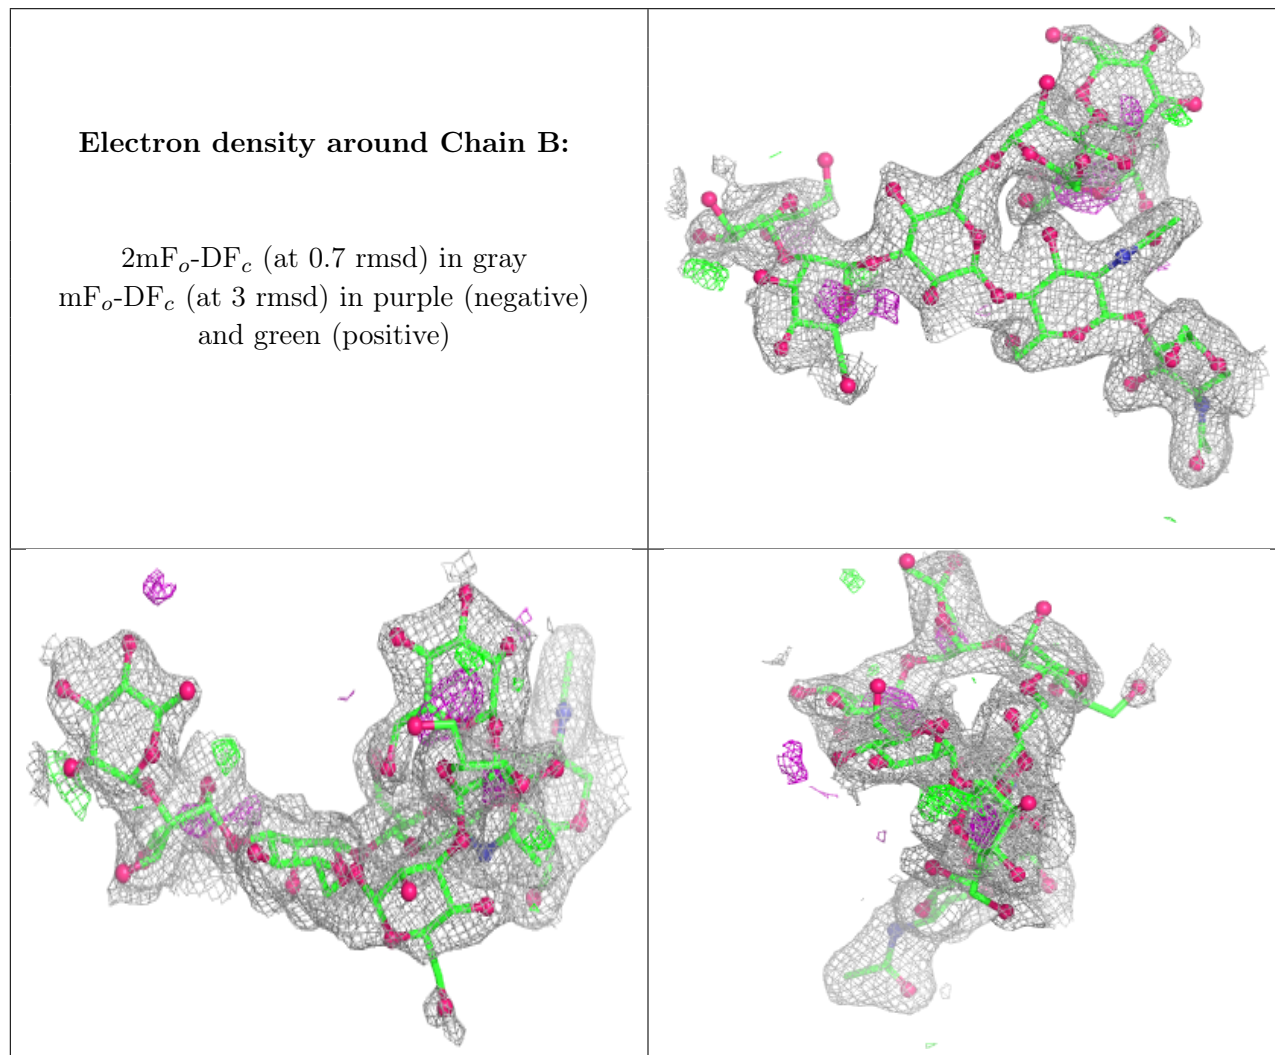 Electron density around Chain B:
2mFₒ-DF𝒸 (at 0.7 rmsd) in gray
mFₒ-DF𝒸 (at 3 rmsd) in purple (negative)
and green (positive)